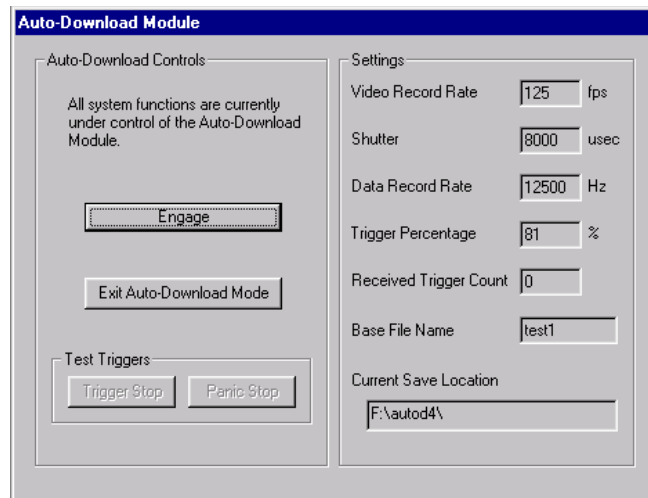 Auto-Download Module
Auto-Download Controls
All system functions are currently
under control of the Auto-Download
Module.
Engage
Exit Auto-Download Mode
Test Triggers
Trigger Stop
Panic Stop
Settings
Video Record Rate 125 fps
Shutter 8000 usec
Data Record Rate 12500 Hz
Trigger Percentage 81 %
Received Trigger Count 0
Base File Name test1
Current Save Location
F:\autod4\